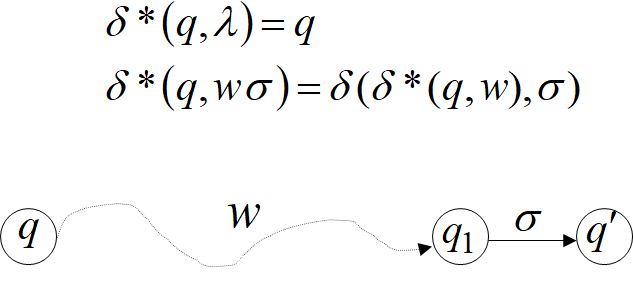 δ*(q,λ)=q
δ*(q,wσ)=δ(δ*(q,w),σ)
q w q₁ σ q′